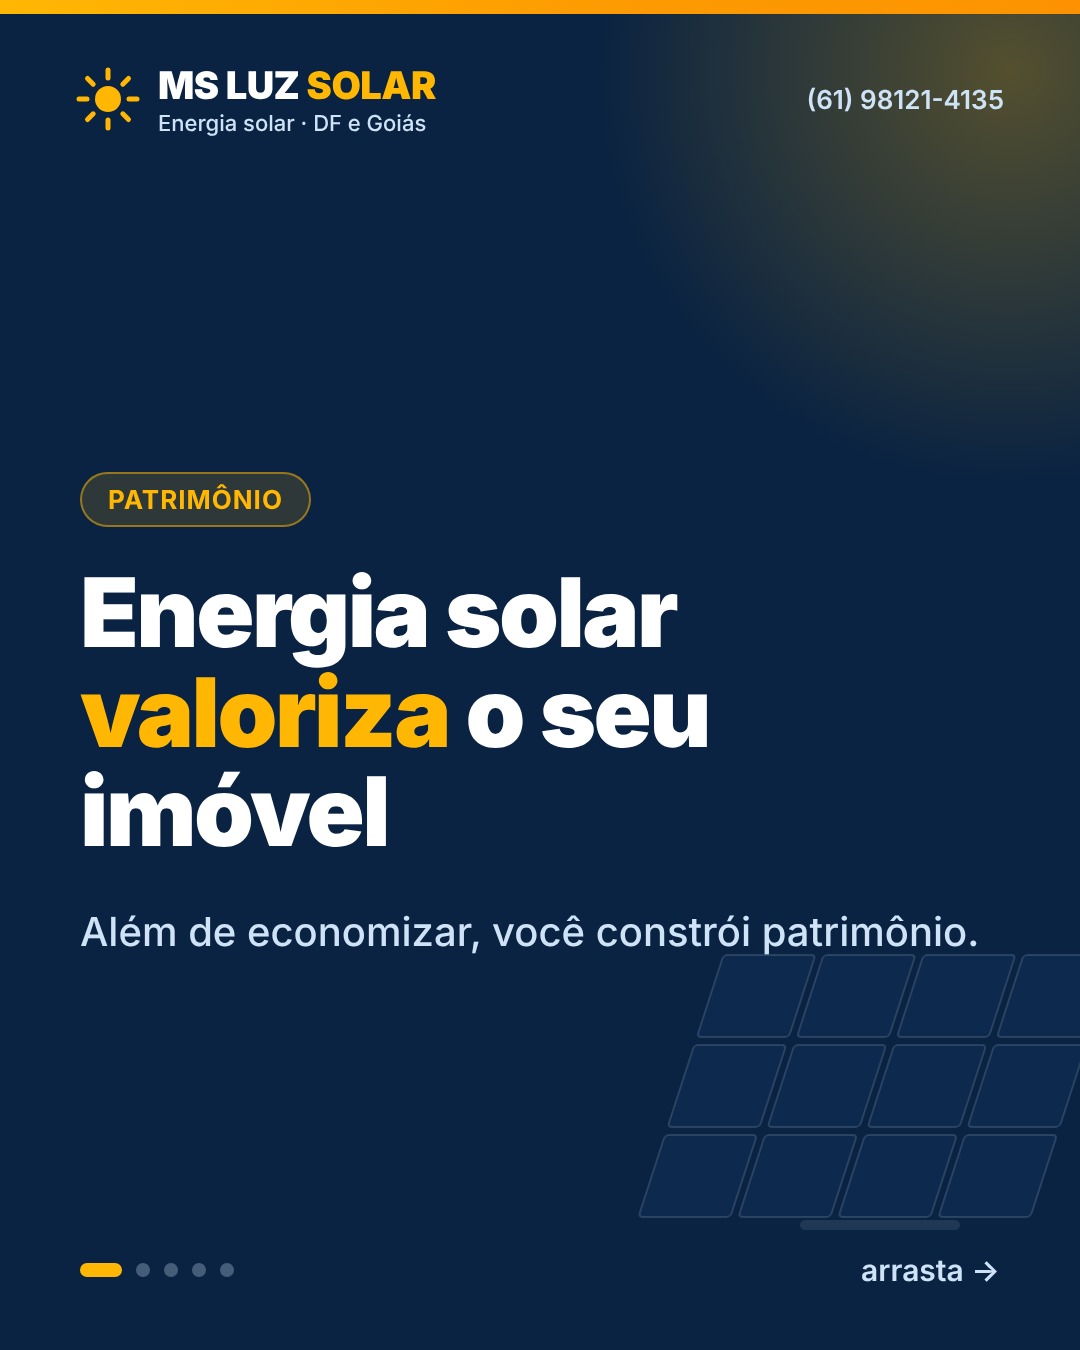 MS LUZ SOLAR
Energia solar · DF e Goiás
(61) 98121-4135
PATRIMÔNIO
Energia solar
valoriza o seu
imóvel
Além de economizar, você constrói patrimônio.
arrasta →